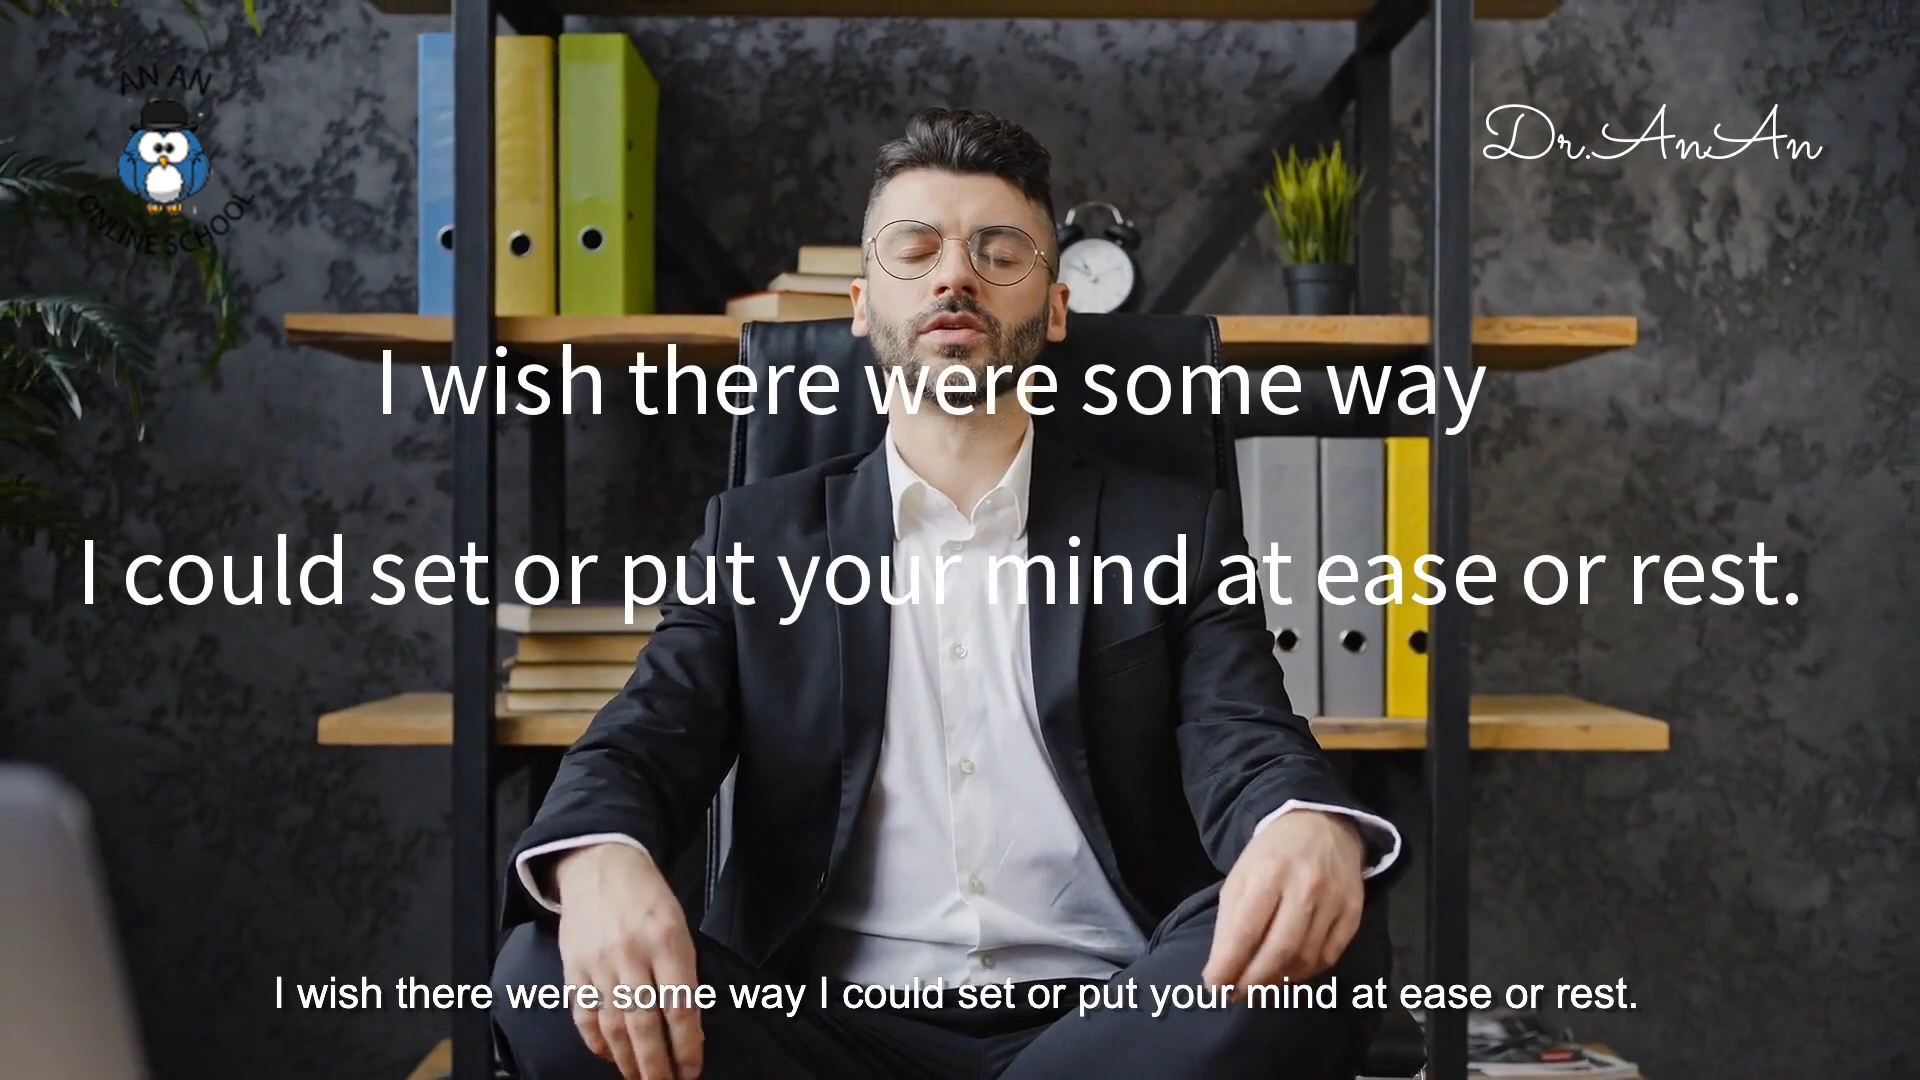 AN AN
ONLINE SCHOOL
Dr.AnAn
I wish there were some way
I could set or put your mind at ease or rest.
I wish there were some way I could set or put your mind at ease or rest.